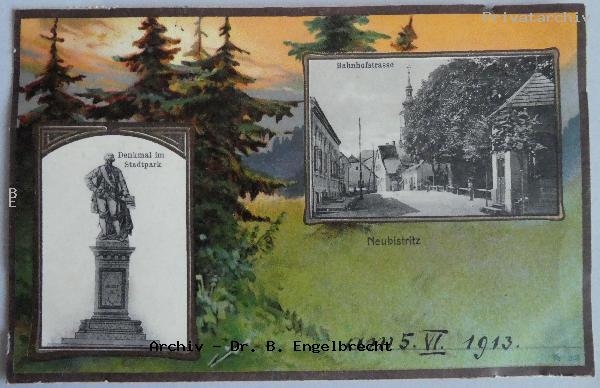 Privatarchiv
Bahnhofstrasse
Denkmal im
Stadtpark
Neubistritz
5. VI. 1913.
Archiv - Dr. B. Engelbrecht